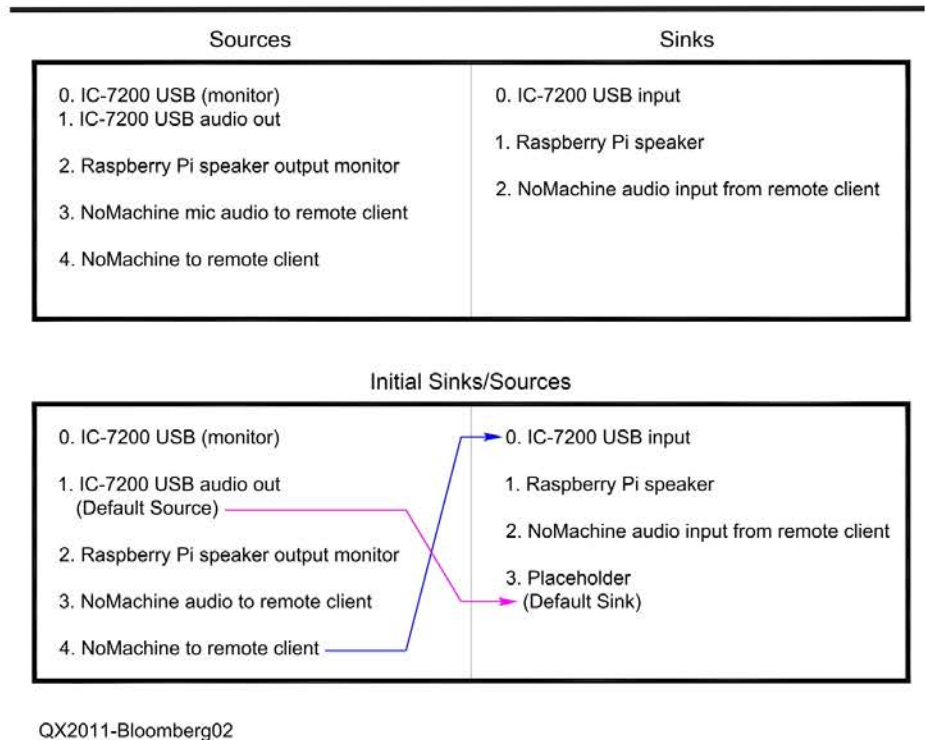 Sources
Sinks
0. IC-7200 USB (monitor)
1. IC-7200 USB audio out
2. Raspberry Pi speaker output monitor
3. NoMachine mic audio to remote client
4. NoMachine to remote client
0. IC-7200 USB input
1. Raspberry Pi speaker
2. NoMachine audio input from remote client
Initial Sinks/Sources
0. IC-7200 USB (monitor)
1. IC-7200 USB audio out
(Default Source)
2. Raspberry Pi speaker output monitor
3. NoMachine audio to remote client
4. NoMachine to remote client
0. IC-7200 USB input
1. Raspberry Pi speaker
2. NoMachine audio input from remote client
3. Placeholder
(Default Sink)
QX2011-Bloomberg02